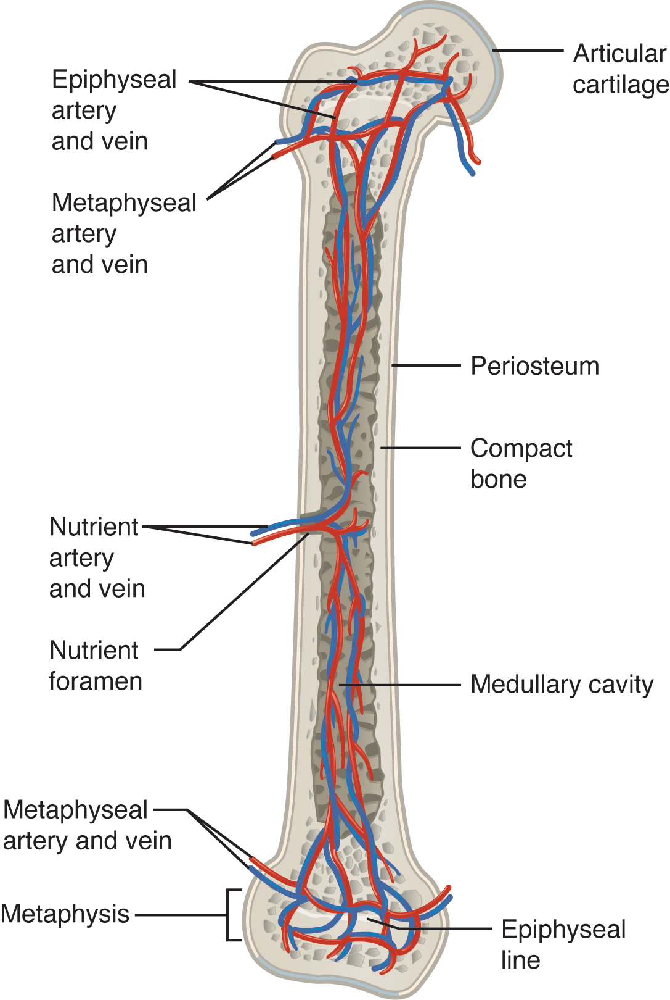 Articular
cartilage
Epiphyseal
artery
and vein
Metaphyseal
artery
and vein
Periosteum
Compact
bone
Nutrient
artery
and vein
Nutrient
foramen
Medullary cavity
Metaphyseal
artery and vein
Metaphysis
Epiphyseal
line